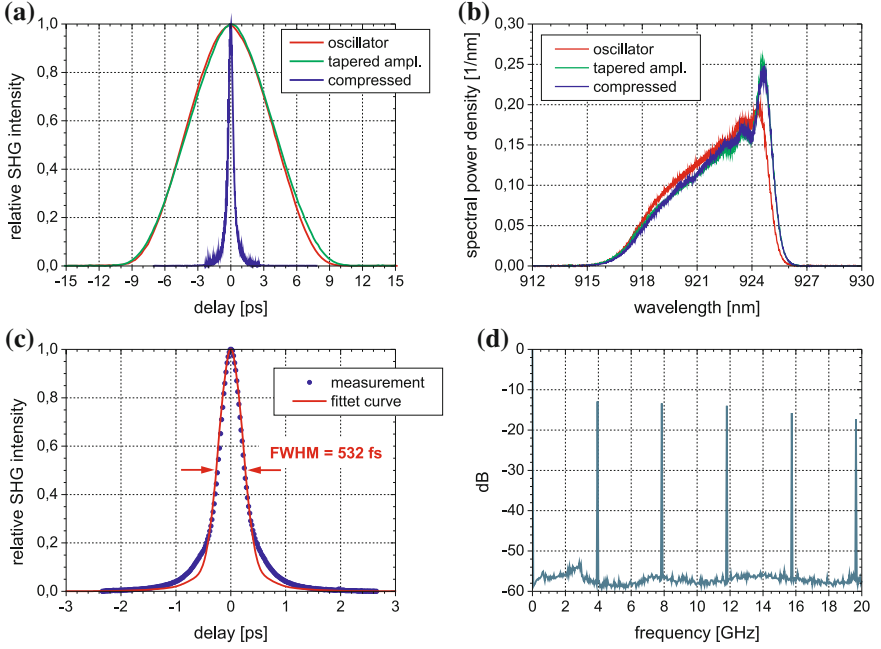 (a)
relative SHG intensity
1,0
0,8
0,6
0,4
0,2
0,0
oscillator
tapered ampl.
compressed
-15 -12 -9 -6 -3 0 3 6 9 12 15
delay [ps]
(b)
spectral power density [1/nm]
0,30
0,25
0,20
0,15
0,10
0,05
0,00
oscillator
tapered ampl.
compressed
912 915 918 921 924 927 930
wavelength [nm]
(c)
relative SHG intensity
1,0
0,8
0,6
0,4
0,2
0,0
measurement
fittet curve
FWHM = 532 fs
-3 -2 -1 0 1 2 3
delay [ps]
(d)
dB
0
-10
-20
-30
-40
-50
-60
0 2 4 6 8 10 12 14 16 18 20
frequency [GHz]